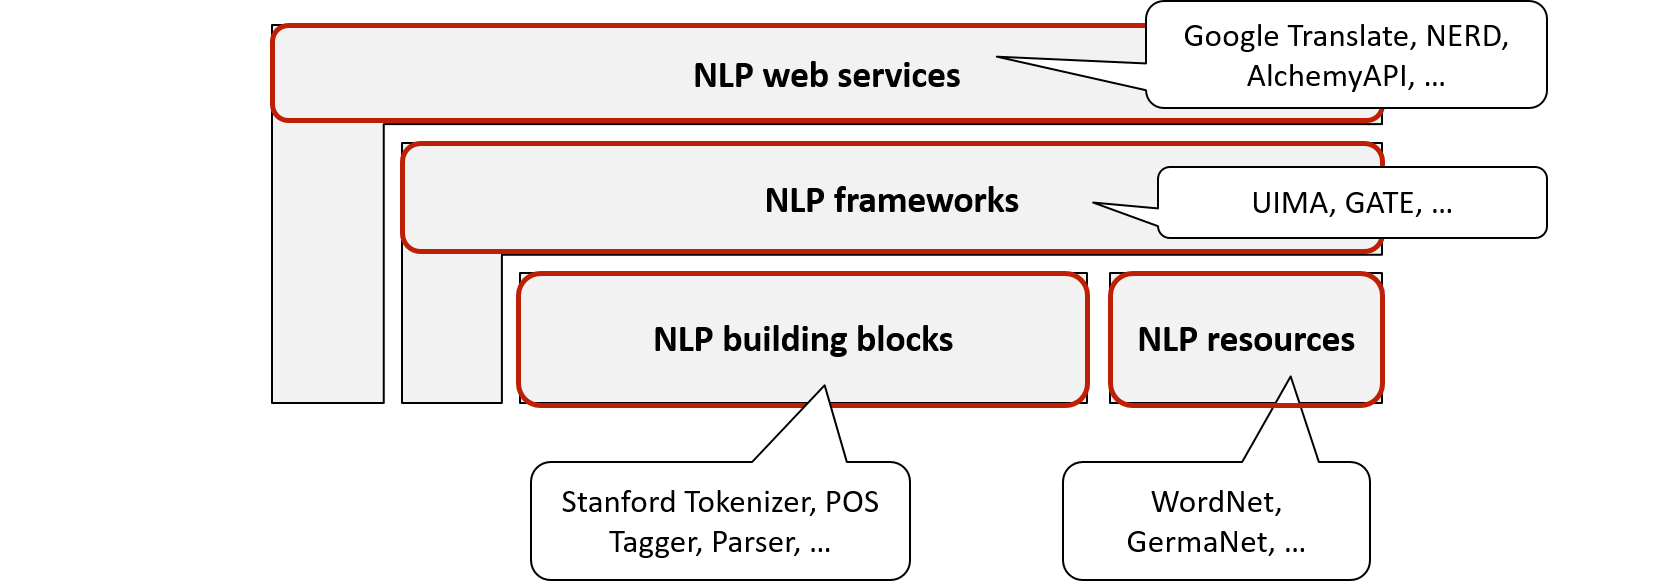 Google Translate, NERD,
AlchemyAPI, ...
NLP web services
NLP frameworks
UIMA, GATE, ...
NLP building blocks
NLP resources
Stanford Tokenizer, POS
Tagger, Parser, ...
WordNet,
GermaNet, ...